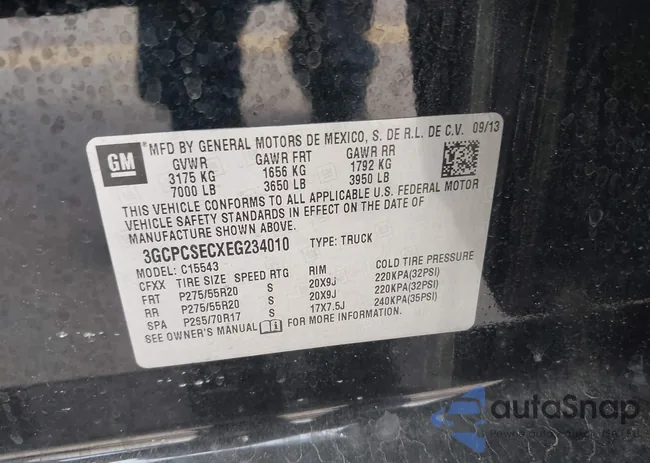 GM
*MFD BY GENERAL MOTORS DE MEXICO, S. DE R.L. DE C.V. 09/13
GVWR GAWR FRT GAWR RR
3175 KG 1656 KG 1792 KG
7000 LB 3650 LB 3950 LB
THIS VEHICLE CONFORMS TO ALL APPLICABLE U.S. FEDERAL MOTOR
VEHICLE SAFETY STANDARDS IN EFFECT ON THE DATE OF
MANUFACTURE SHOWN ABOVE.
3GCPCSECXEG234010 TYPE: TRUCK
MODEL: C15543
CFXX TIRE SIZE SPEED RTG RIM COLD TIRE PRESSURE
FRT P275/55R20 S 20X9J 220KPA(32PSI)
RR P275/55R20 S 20X9J 220KPA(32PSI)
SPA P265/70R17 S 17X7.5J 240KPA(35PSI)
SEE OWNER'S MANUAL FOR MORE INFORMATION.
autoSnap